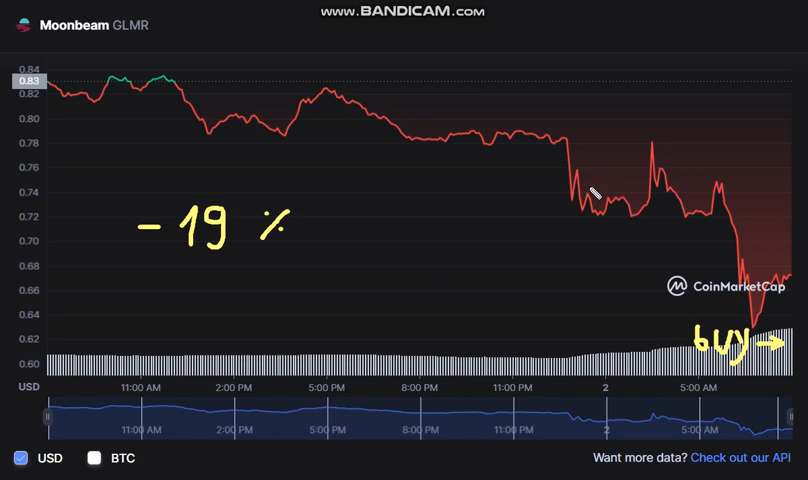 www.BANDICAM.com
Moonbeam GLMR
0.84
0.83
0.82
0.80
0.78
0.76
0.74
0.72
0.70
0.68
0.66
0.64
0.62
0.60
- 19 %
CoinMarketCap
buy →
USD
11:00 AM 2:00 PM 5:00 PM 8:00 PM 11:00 PM 2 5:00 AM
11:00 AM 2:00 PM 5:00 PM 8:00 PM 11:00 PM 2 5:00 AM
USD BTC
Want more data? Check out our API